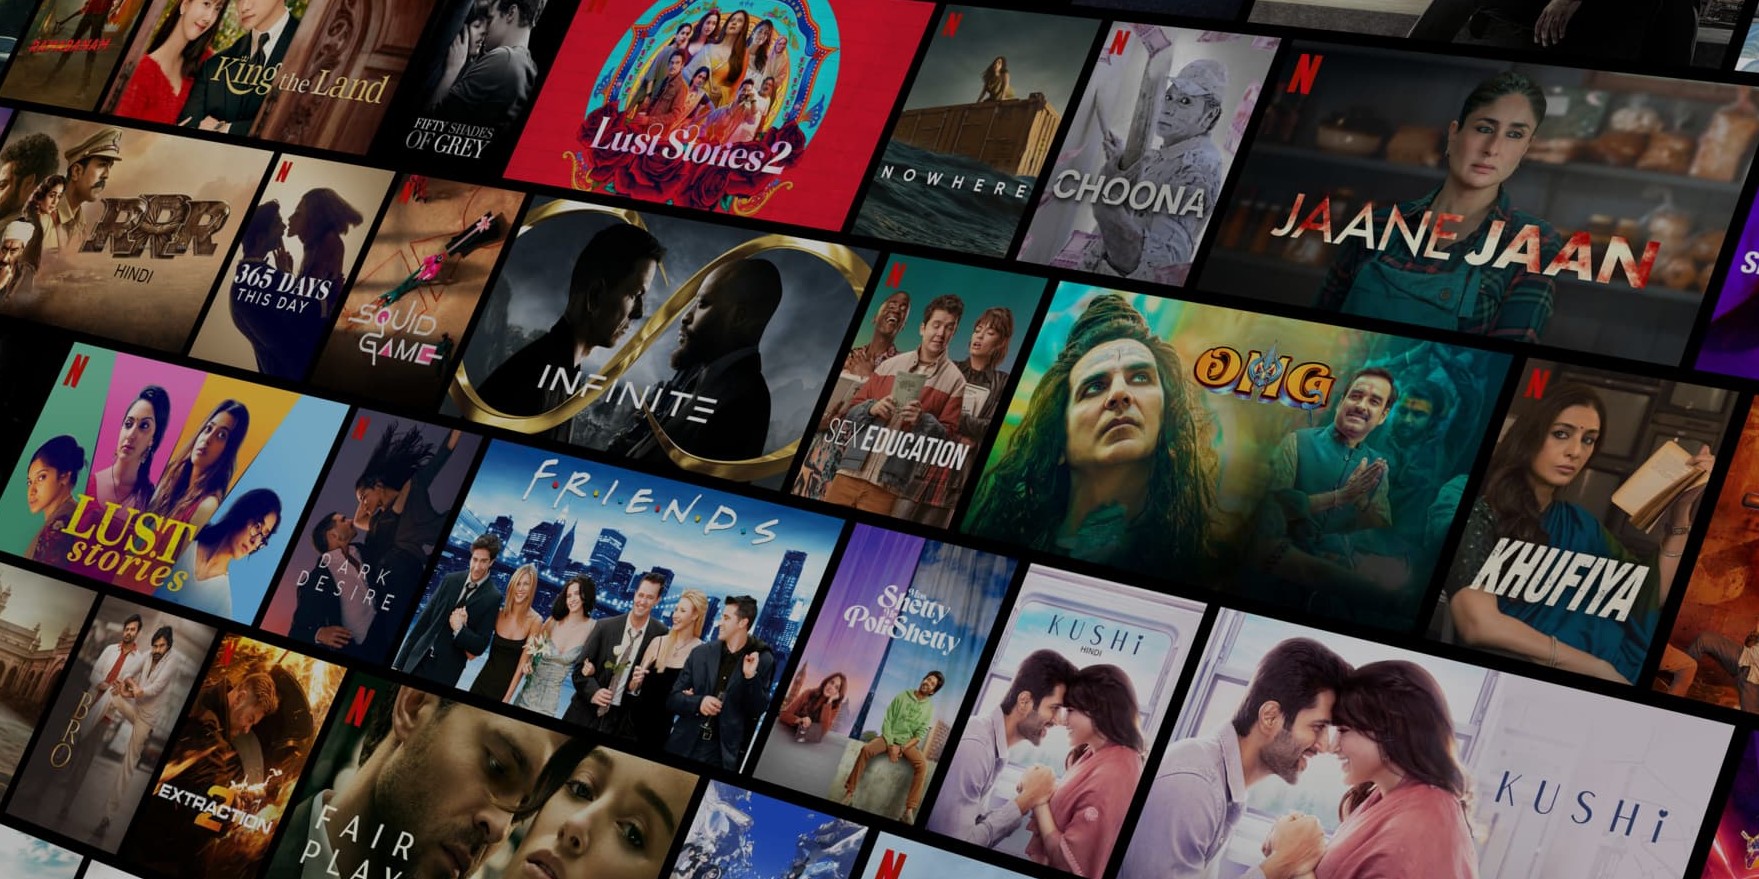 King the Land
FIFTY SHADES
OF GREY
Lust Stories 2
NOWHERE
CHOONA
JAANE JAAN
RRR
HINDI
365 DAYS
THIS DAY
SQUID
GAME
INFINITE
SEX EDUCATION
OMG
KHUFIYA
LUST
stories
DARK
DESIRE
FRIENDS
Miss
Shetty
Mr
PoliShetty
KUSHi
HINDI
KUSHi
BRO
EXTRACTION
2
FAIR
PLAY